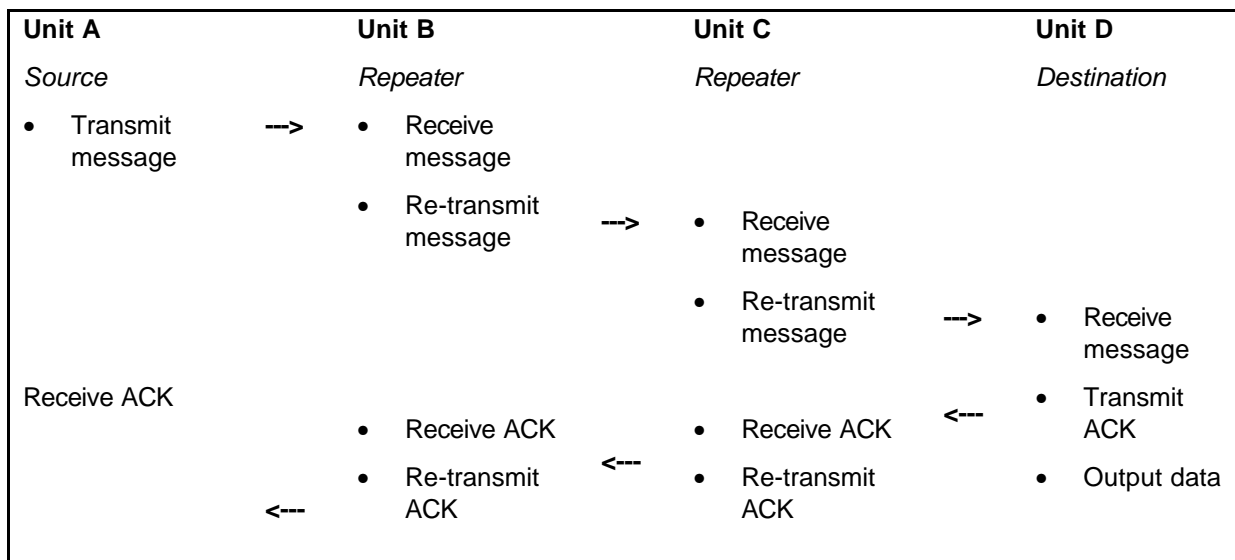 Unit A Unit B Unit C Unit D
Source Repeater Repeater Destination
• Transmit ---> • Receive
message message
• Re-transmit
message ---> • Receive
message
• Re-transmit
message ---> • Receive
message
Receive ACK • Transmit
<--- ACK
• Receive ACK • Receive ACK
<---
• Re-transmit • Re-transmit • Output data
<--- ACK ACK